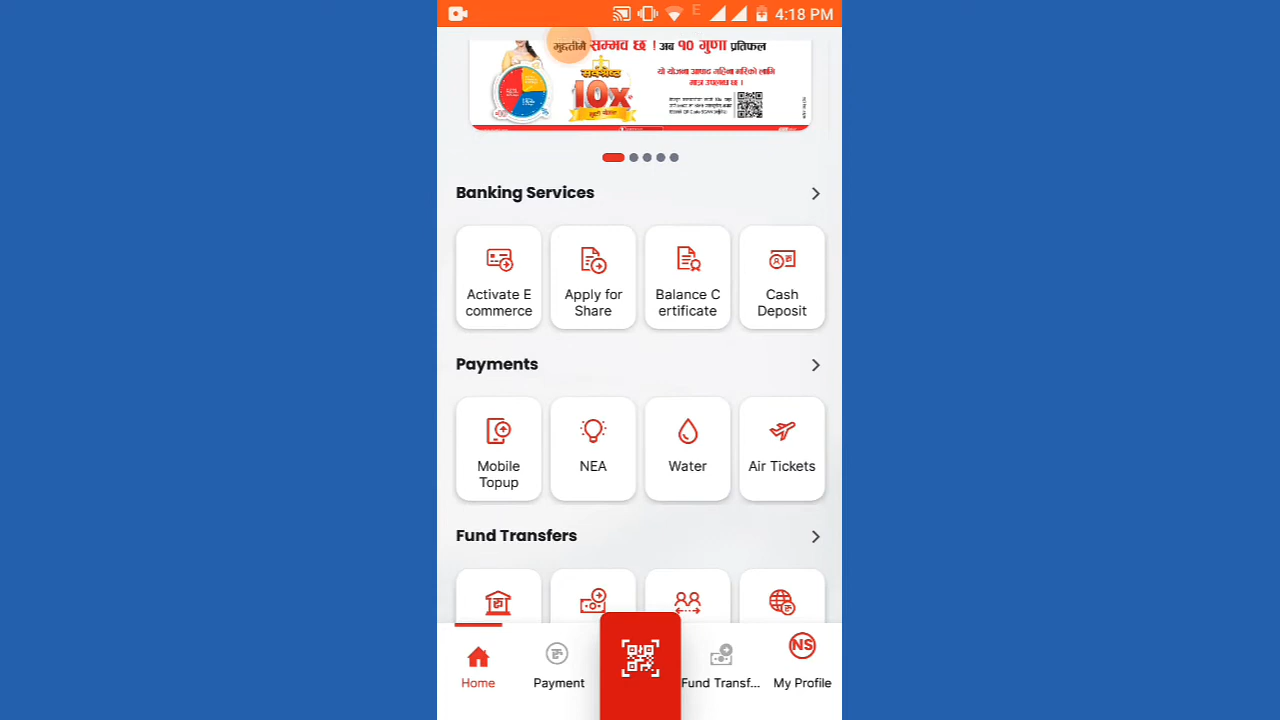 E
4:18 PM
मुद्दतीमै सम्भव छ ! अब १० गुणा प्रतिफल
सर्वश्रेष्ठ
10x
Banking Services
Activate E
commerce
Apply for
Share
Balance C
ertificate
Cash
Deposit
Payments
Mobile
Topup
NEA
Water
Air Tickets
Fund Transfers
Home
Payment
Fund Transf...
NS
My Profile